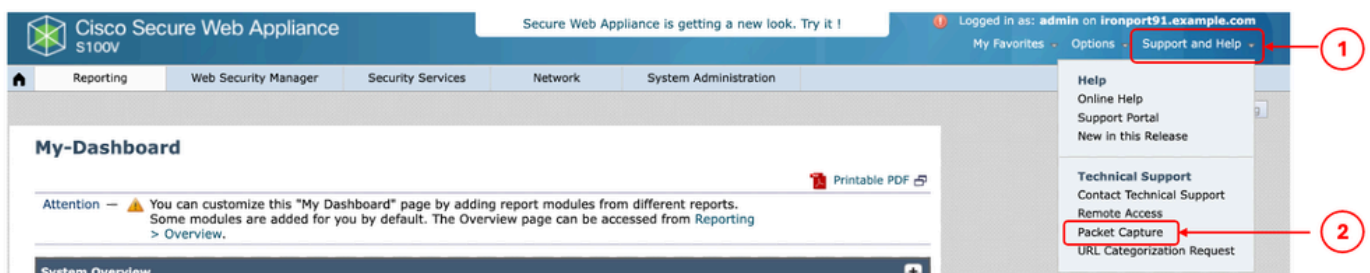 Cisco Secure Web Appliance
S100V
Secure Web Appliance is getting a new look. Try it !
Logged in as: admin on ironport91.example.com
My Favorites Options Support and Help
1
Reporting Web Security Manager Security Services Network System Administration
Help
Online Help
Support Portal
New in this Release
My-Dashboard
Printable PDF
Attention — You can customize this "My Dashboard" page by adding report modules from different reports.
Some modules are added for you by default. The Overview page can be accessed from Reporting
> Overview.
Technical Support
Contact Technical Support
Remote Access
Packet Capture
2
URL Categorization Request
System Overview